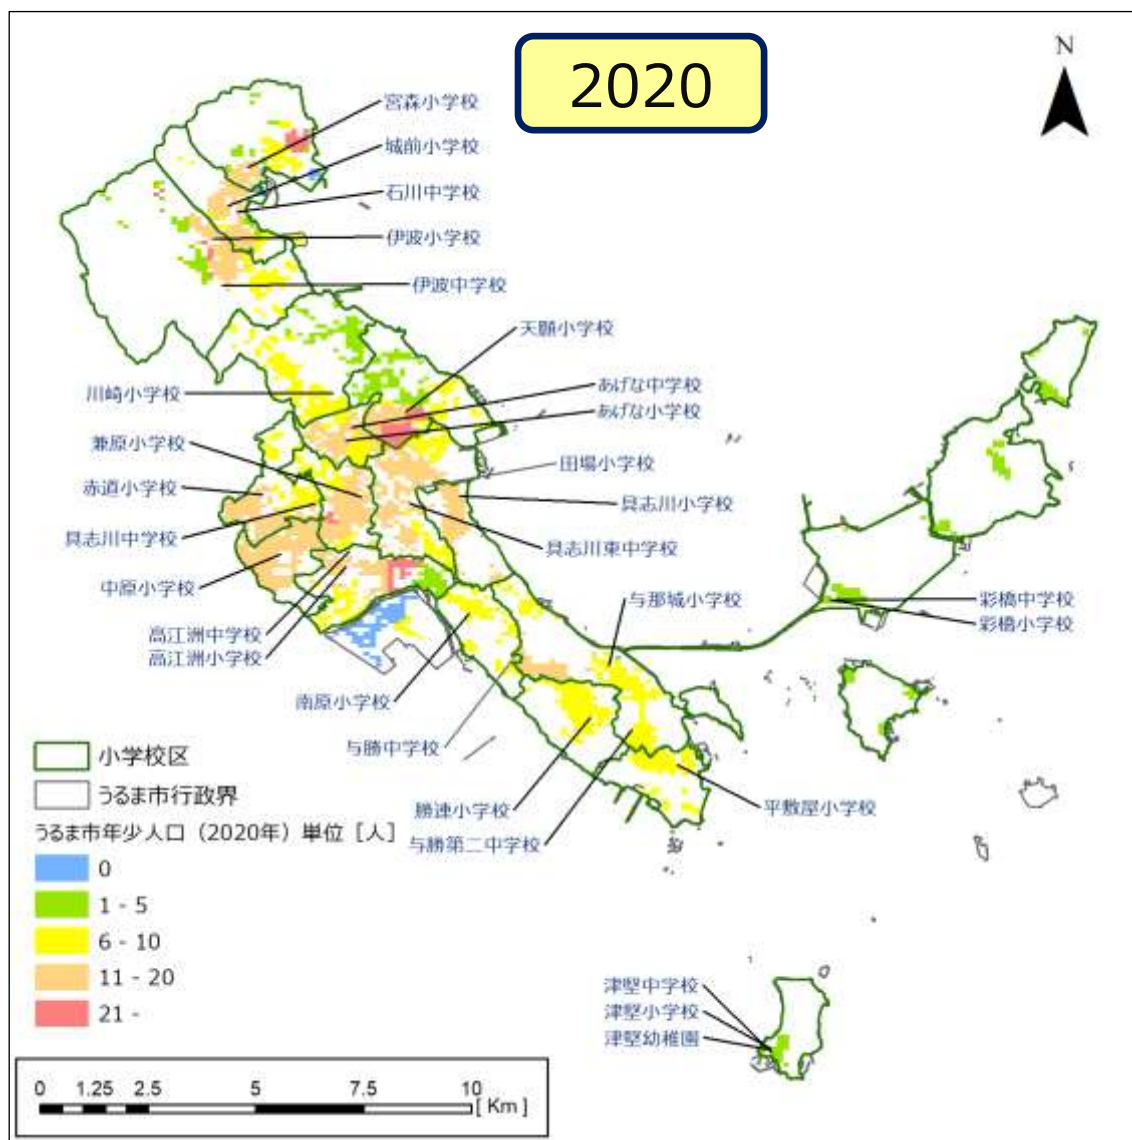 2020
N
宮森小学校
城前小学校
石川中学校
伊波小学校
伊波中学校
天願小学校
川崎小学校
あげな中学校
あげな小学校
兼原小学校
田場小学校
赤道小学校
具志川小学校
具志川中学校
具志川東中学校
中原小学校
与那城小学校
彩橋中学校
彩橋小学校
高江洲中学校
高江洲小学校
南原小学校
与勝中学校
勝連小学校
平敷屋小学校
与勝第二中学校
小学校区
うるま市行政界
うるま市年少人口（2020年）単位［人］
0
1 - 5
6 - 10
11 - 20
21 -
津堅中学校
津堅小学校
津堅幼稚園
0 1.25 2.5 5 7.5 10
[ Km ]